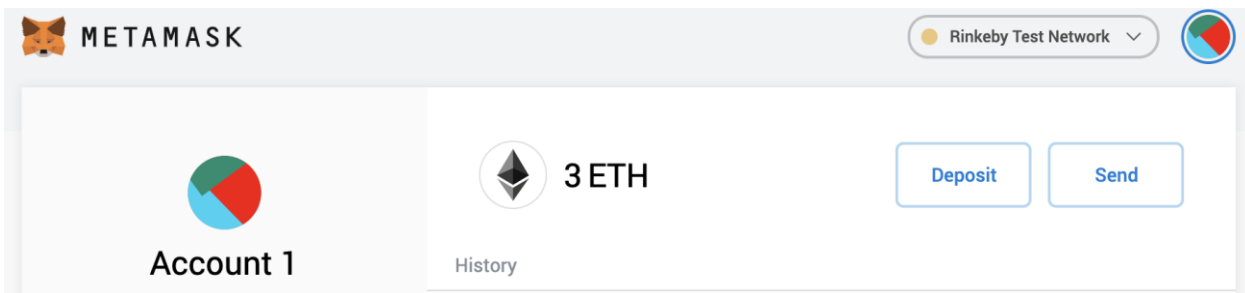 METAMASK
Rinkeby Test Network
3 ETH
Deposit
Send
Account 1
History